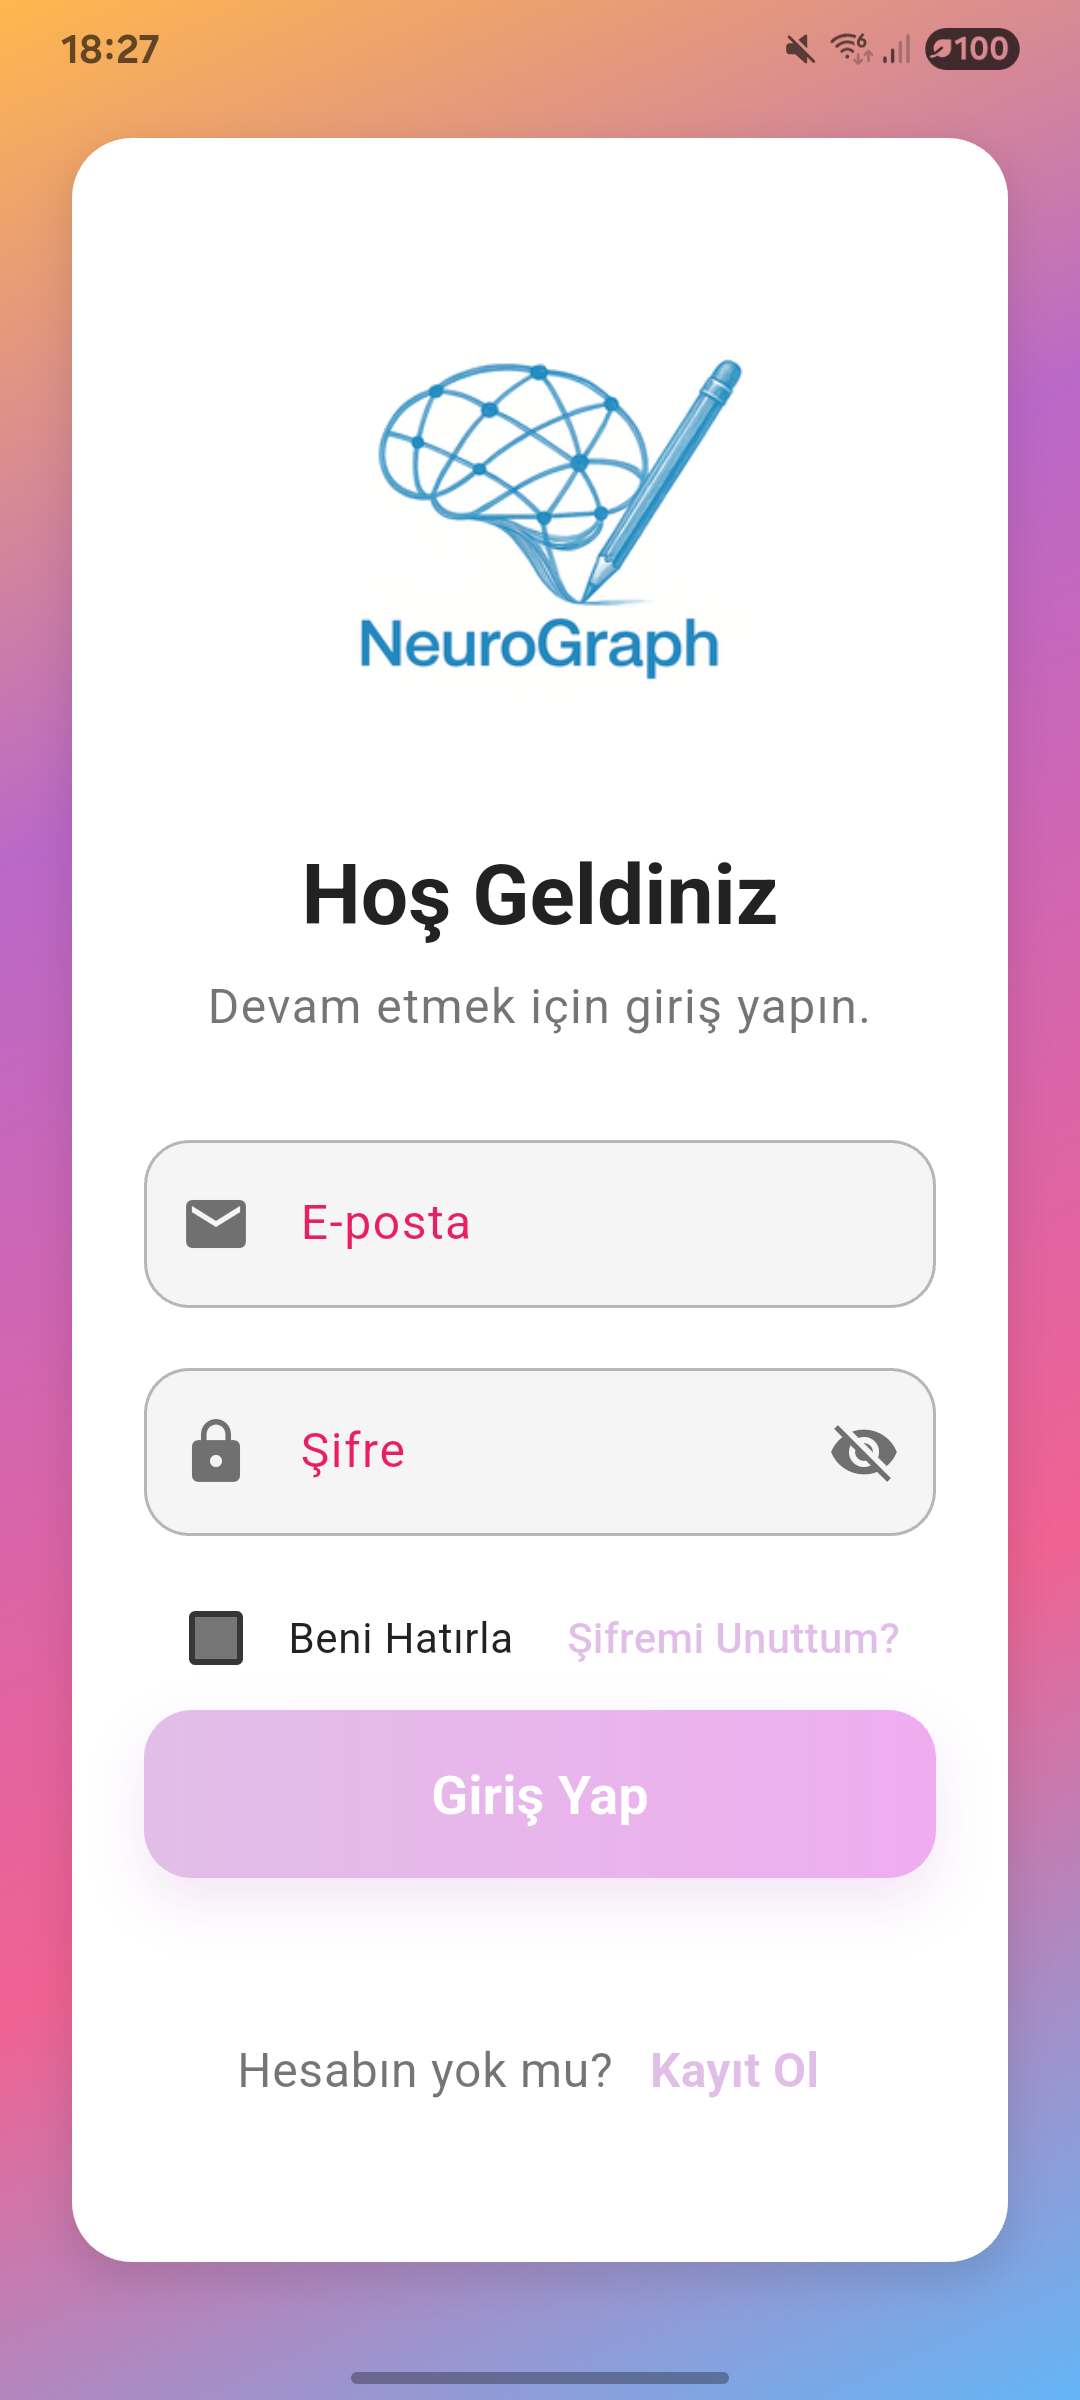 18:27
6
100
NeuroGraph
Hoş Geldiniz
Devam etmek için giriş yapın.
E-posta
Şifre
Beni Hatırla Şifremi Unuttum?
Giriş Yap
Hesabın yok mu? Kayıt Ol